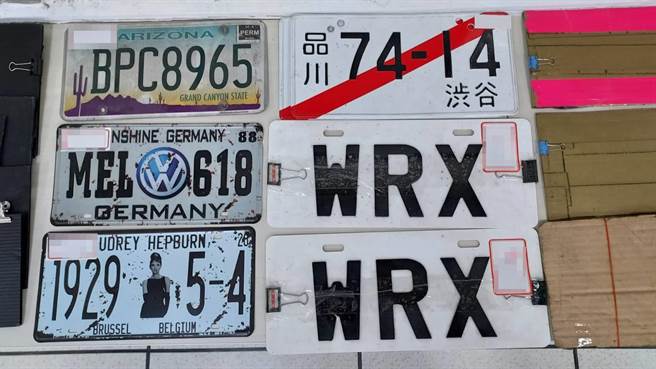 ARIZONA
PERM
BPC8965
GRAND CANYON STATE
品川
74-14
渋谷
NSHINE GERMANY 88
MEL VW 618
GERMANY
WRX
UDREY HEPBURN
1929 5-4
BRUSSEL BELGIUM
WRX